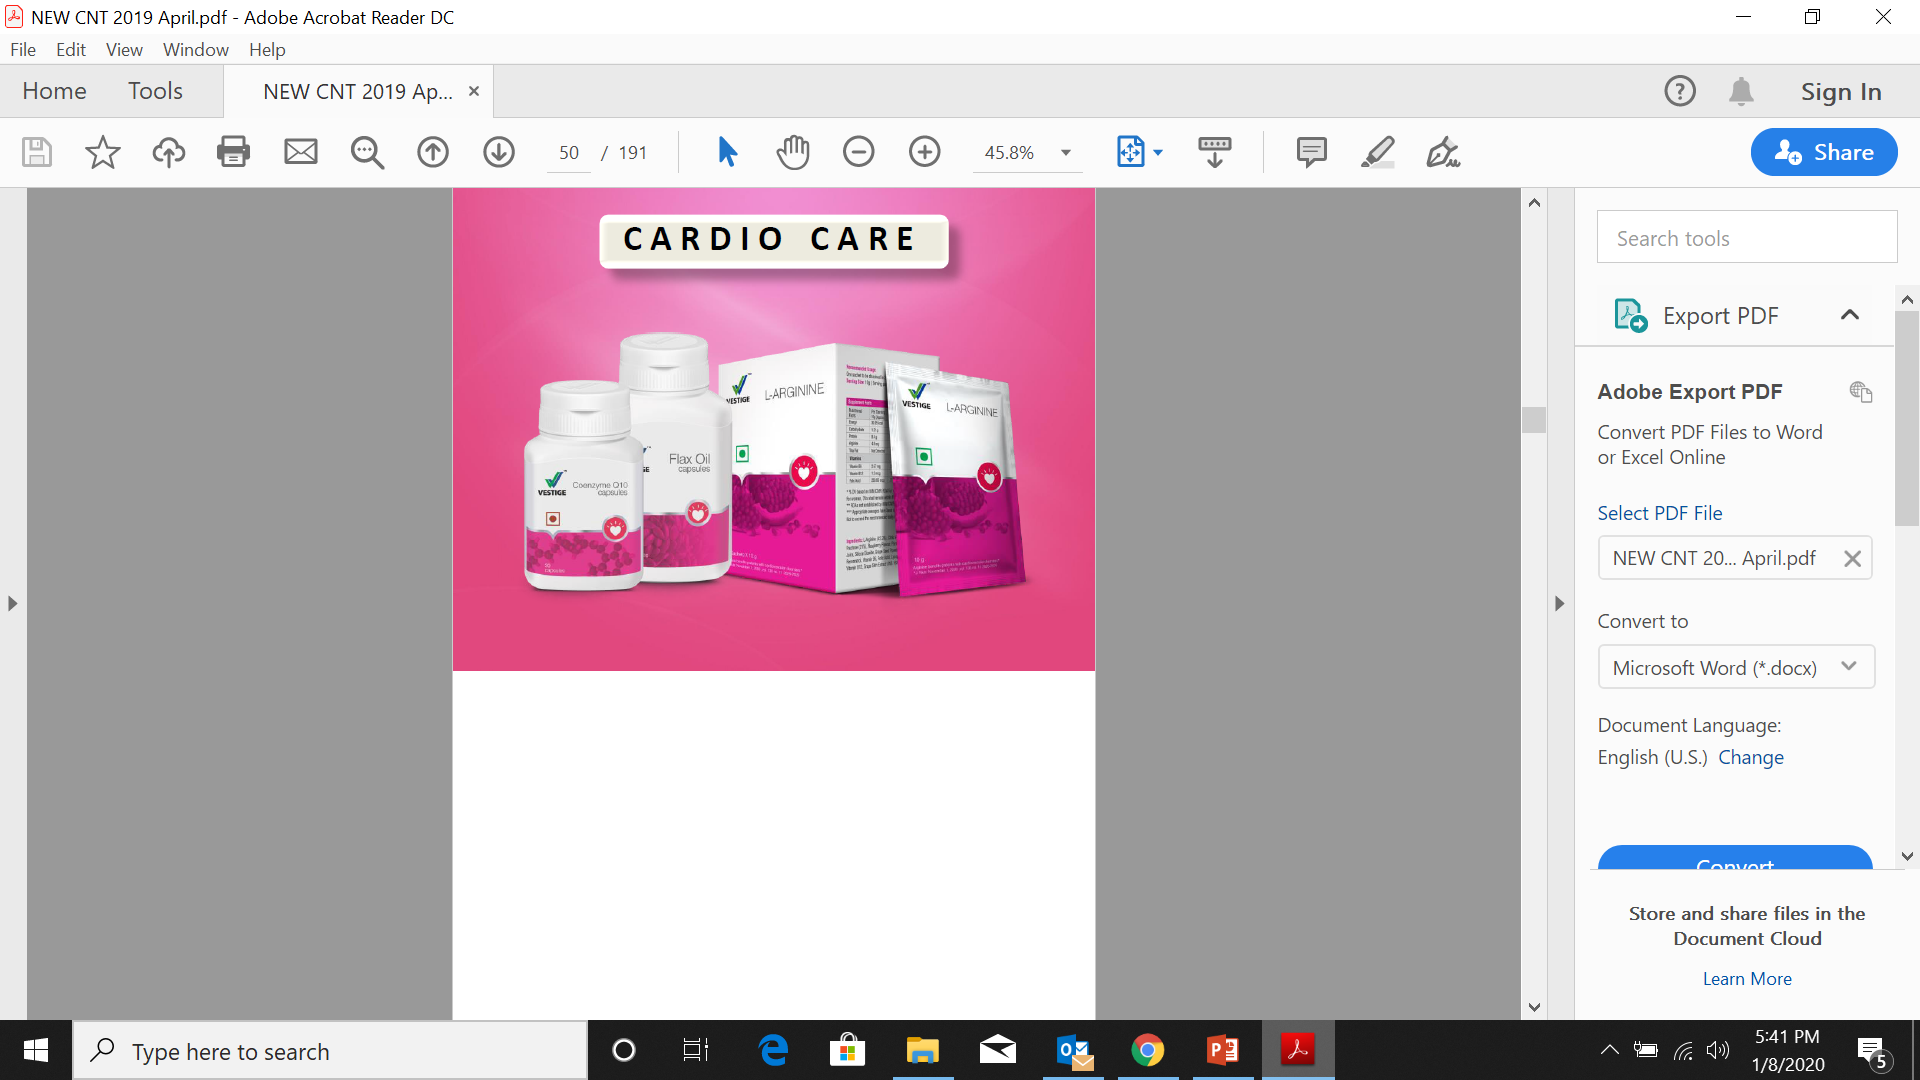 NEW CNT 2019 April.pdf - Adobe Acrobat Reader DC
File Edit View Window Help
Home Tools NEW CNT 2019 Ap... ×
Sign In
50 / 191
45.8%
Share
CARDIO CARE
VESTIGE
L-ARGININE
VESTIGE
L-ARGININE
Flax Oil
capsules
VESTIGE
Coenzyme Q10
capsules
Search tools
Export PDF
Adobe Export PDF
Convert PDF Files to Word
or Excel Online
Select PDF File
NEW CNT 20... April.pdf
Convert to
Microsoft Word (*.docx)
Document Language:
English (U.S.) Change
Convert
Store and share files in the
Document Cloud
Learn More
Type here to search
5:41 PM
1/8/2020
5